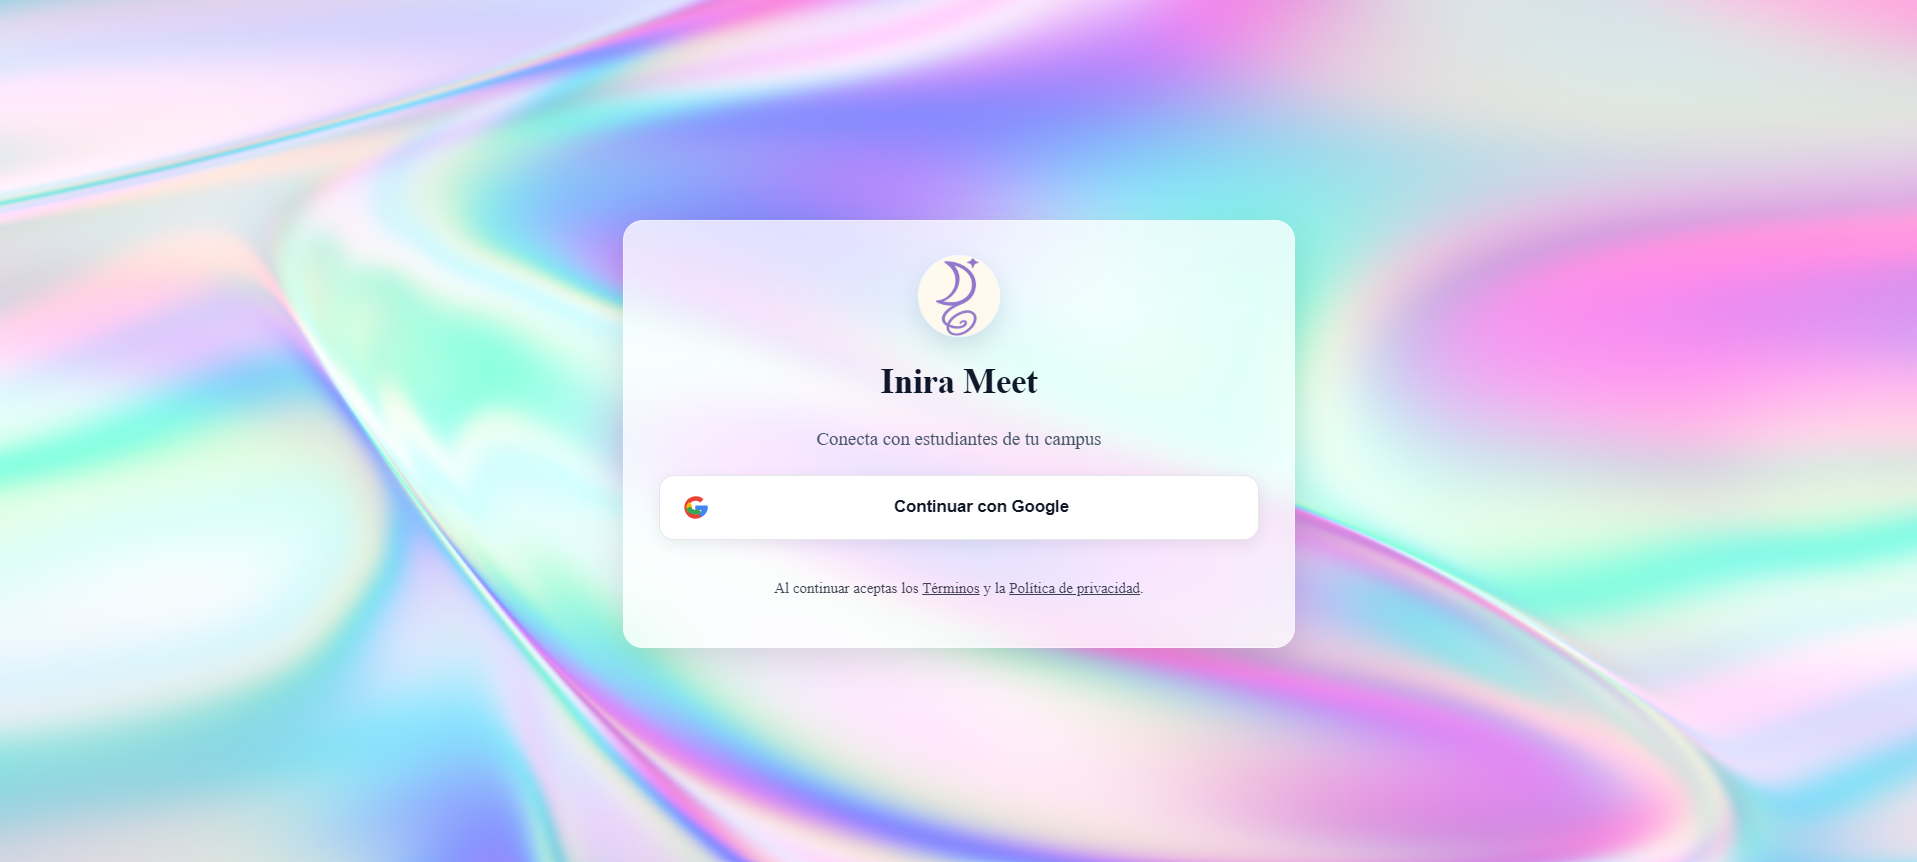 Inira Meet
Conecta con estudiantes de tu campus
Continuar con Google
Al continuar aceptas los Términos y la Política de privacidad.